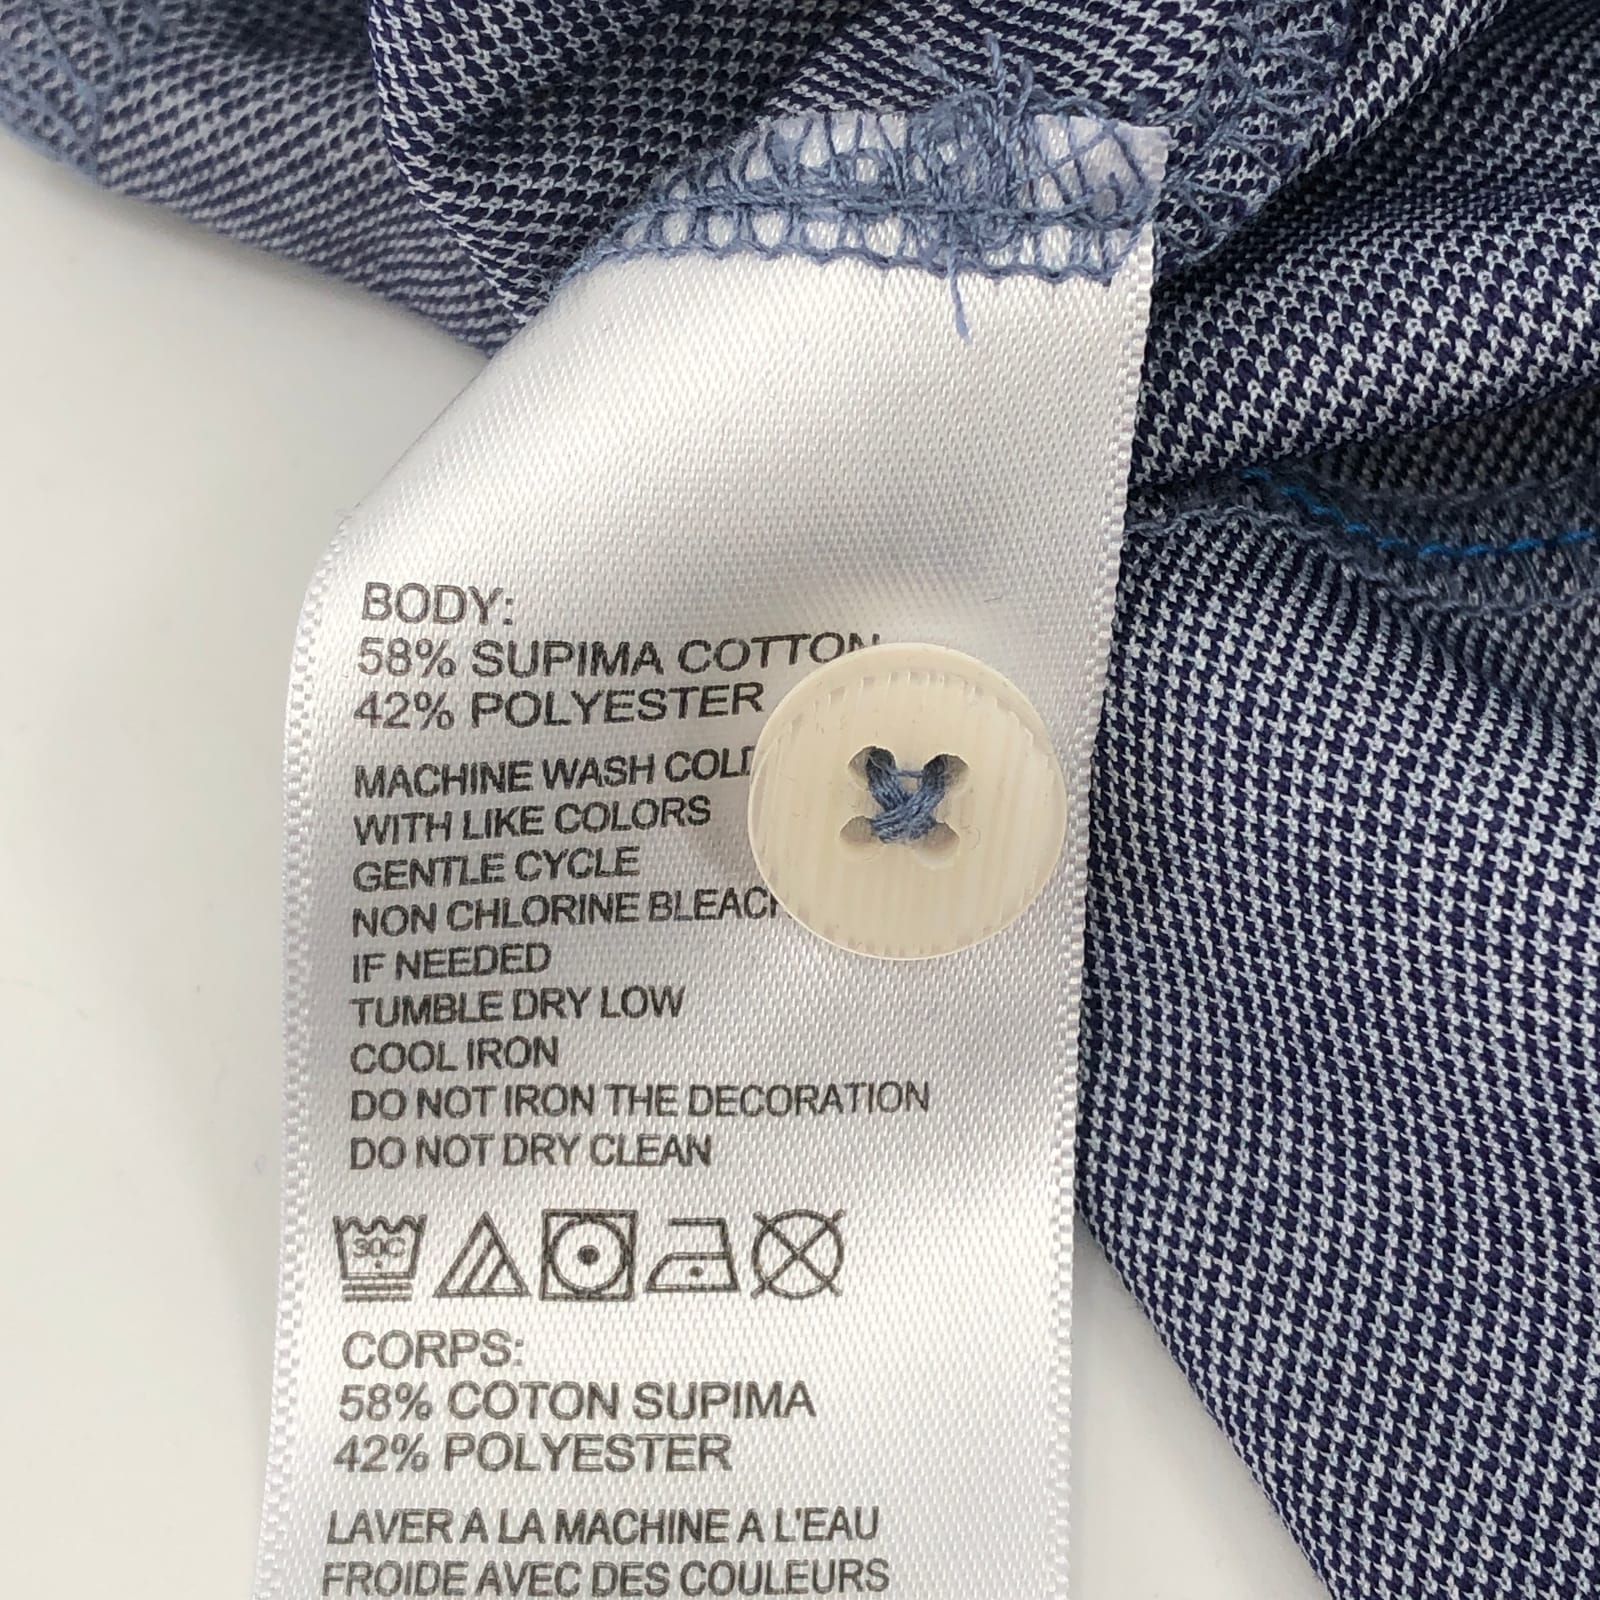 BODY:
58% SUPIMA COTTON
42% POLYESTER
MACHINE WASH COLD
WITH LIKE COLORS
GENTLE CYCLE
NON CHLORINE BLEACH
IF NEEDED
TUMBLE DRY LOW
COOL IRON
DO NOT IRON THE DECORATION
DO NOT DRY CLEAN
30C
CORPS:
58% COTON SUPIMA
42% POLYESTER
LAVER A LA MACHINE A L'EAU
FROIDE AVEC DES COULEURS